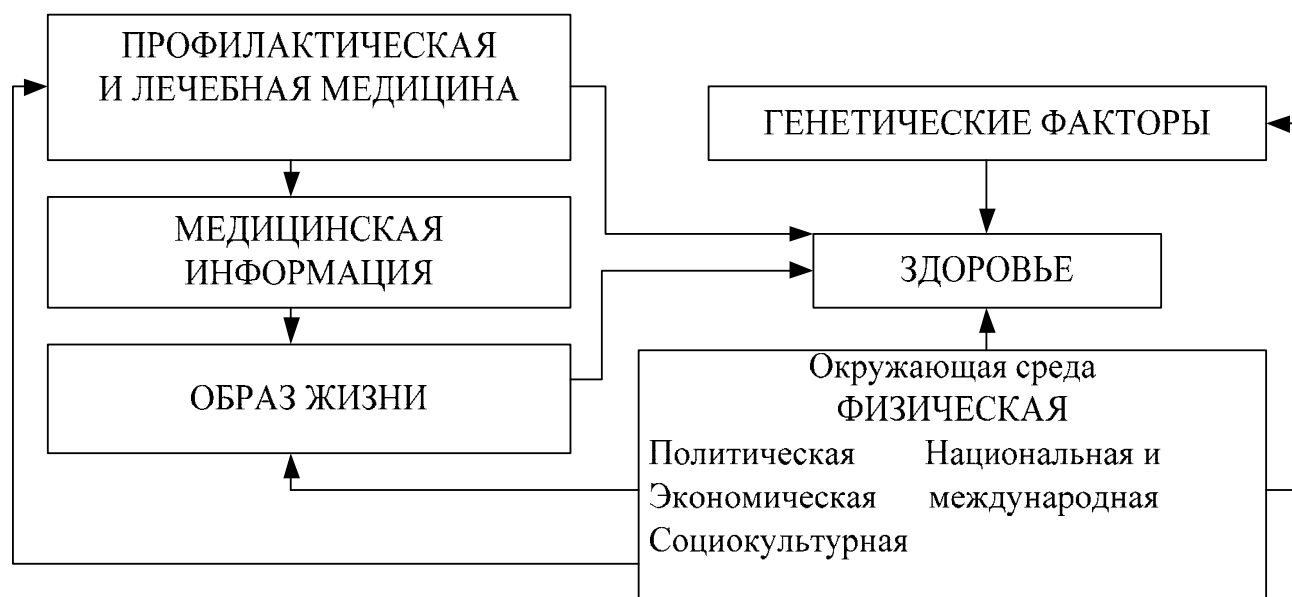 ПРОФИЛАКТИЧЕСКАЯ
И ЛЕЧЕБНАЯ МЕДИЦИНА
ГЕНЕТИЧЕСКИЕ ФАКТОРЫ
МЕДИЦИНСКАЯ
ИНФОРМАЦИЯ
ЗДОРОВЬЕ
ОБРАЗ ЖИЗНИ
Окружающая среда
ФИЗИЧЕСКАЯ
Политическая Национальная и
Экономическая международная
Социокультурная